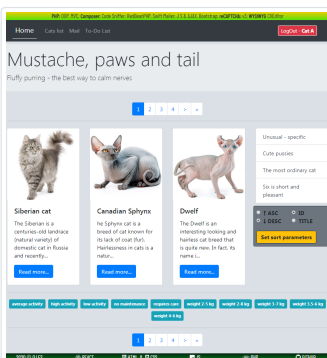 PHP: OOP, MVC, Composer: Code Sniffer, RedBeanPHP, Swift Mailer, J.S & AJAX, Bootstrap, reCAPTCHA: v2, WYSIWYG CKEditor
Home Cats list Mail To-Do List LogOut - Cat A
Mustache, paws and tail
Fluffy purring - the best way to calm nerves
1 2 3 4 > »
Siberian cat
The Siberian is a
centuries-old landrace
(natural variety) of
domestic cat in Russia
and recently...
Read more...
Canadian Sphynx
he Sphynx cat is a
breed of cat known for
its lack of coat (fur).
Hairlessness in cats is a
natur...
Read more...
Dwelf
The Dwelf is an
interesting looking and
hairless cat breed that
is quite new. In fact, its
name i...
Read more...
Unusual - specific
Cute pussies
The most ordinary cat
Six is short and
pleasent
ASC ID
DESC TITLE
Set sort parameters
average activity high activity low activity no maintenance requires care weight 2-5 kg weight 2-8 kg weight 3-7 kg weight 3.5-6 kg
weight 4-6 kg
1 2 3 4 > »